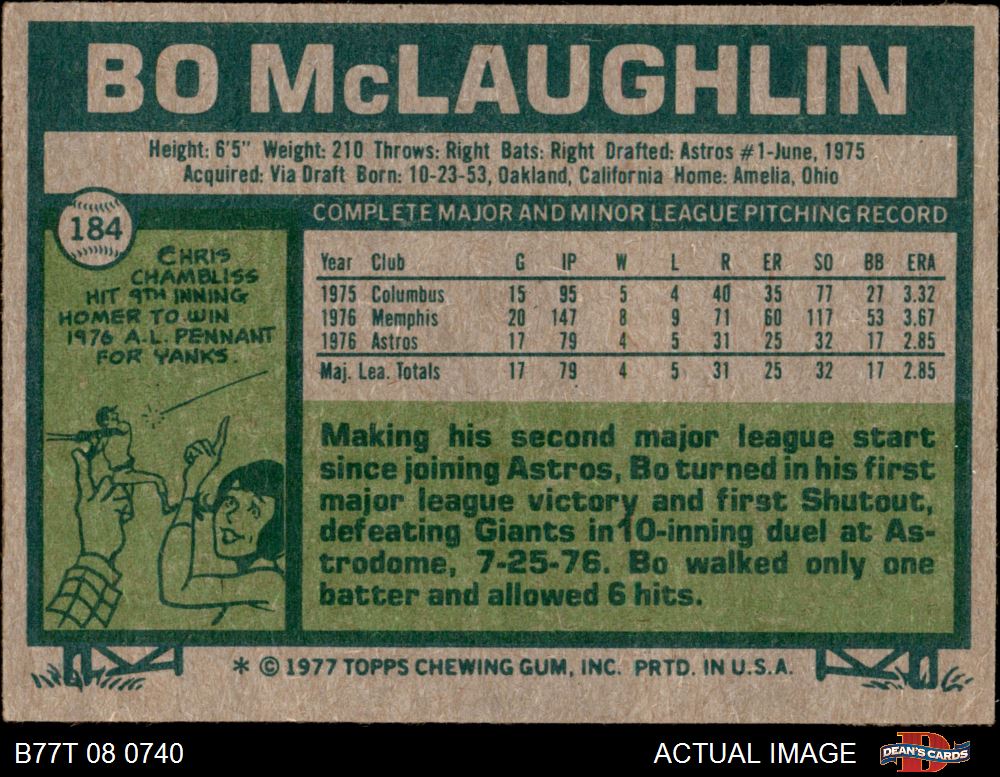 BO McLAUGHLIN
Height: 6'5" Weight: 210 Throws: Right Bats: Right Drafted: Astros #1-June, 1975
Acquired: Via Draft Born: 10-23-53, Oakland, California Home: Amelia, Ohio
184
CHRIS
CHAMBLISS
HIT 9TH INNING
HOMER TO WIN
1976 A.L. PENNANT
FOR YANKS.
COMPLETE MAJOR AND MINOR LEAGUE PITCHING RECORD
Year Club G IP W L R ER SO BB ERA
1975 Columbus 15 95 5 4 40 35 77 27 3.32
1976 Memphis 20 147 8 9 71 60 117 53 3.67
1976 Astros 17 79 4 5 31 25 32 17 2.85
Maj. Lea. Totals 17 79 4 5 31 25 32 17 2.85
Making his second major league start
since joining Astros, Bo turned in his first
major league victory and first Shutout,
defeating Giants in 10-inning duel at As-
trodome, 7-25-76. Bo walked only one
batter and allowed 6 hits.
* © 1977 TOPPS CHEWING GUM, INC. PRTD. IN U.S.A.
B77T 08 0740
ACTUAL IMAGE
DEAN'S CARDS